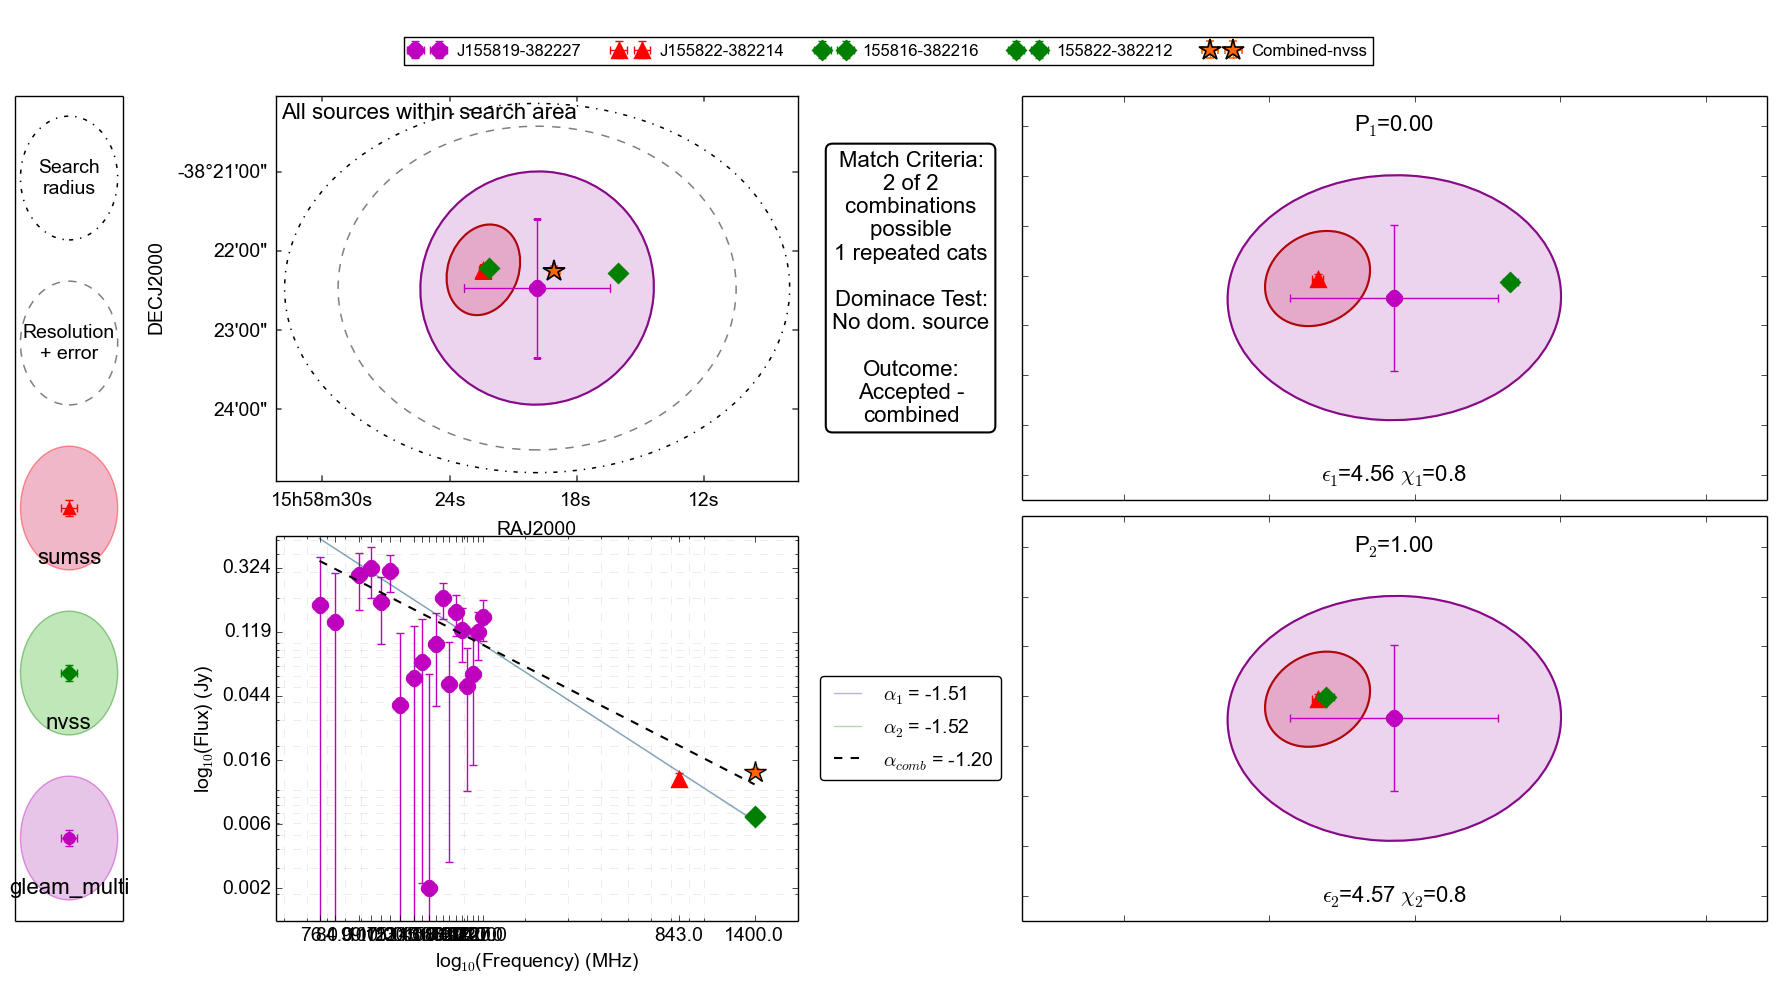 J155819-382227 J155822-382214 155816-382216 155822-382212 Combined-nvss
Search
radius
Resolution
+ error
sumss
nvss
gleam_multi
All sources within search area
DECJ2000
-38°21'00"
22'00"
23'00"
24'00"
15h58m30s 24s 18s 12s
RAJ2000
Match Criteria:
2 of 2
combinations
possible
1 repeated cats
Dominace Test:
No dom. source
Outcome:
Accepted -
combined
P1=0.00
ϵ1=4.56 χ1=0.8
P2=1.00
ϵ2=4.57 χ2=0.8
log10(Flux) (Jy)
0.324
0.119
0.044
0.016
0.006
0.002
843.0 1400.0
log10(Frequency) (MHz)
α1 = -1.51
α2 = -1.52
αcomb = -1.20